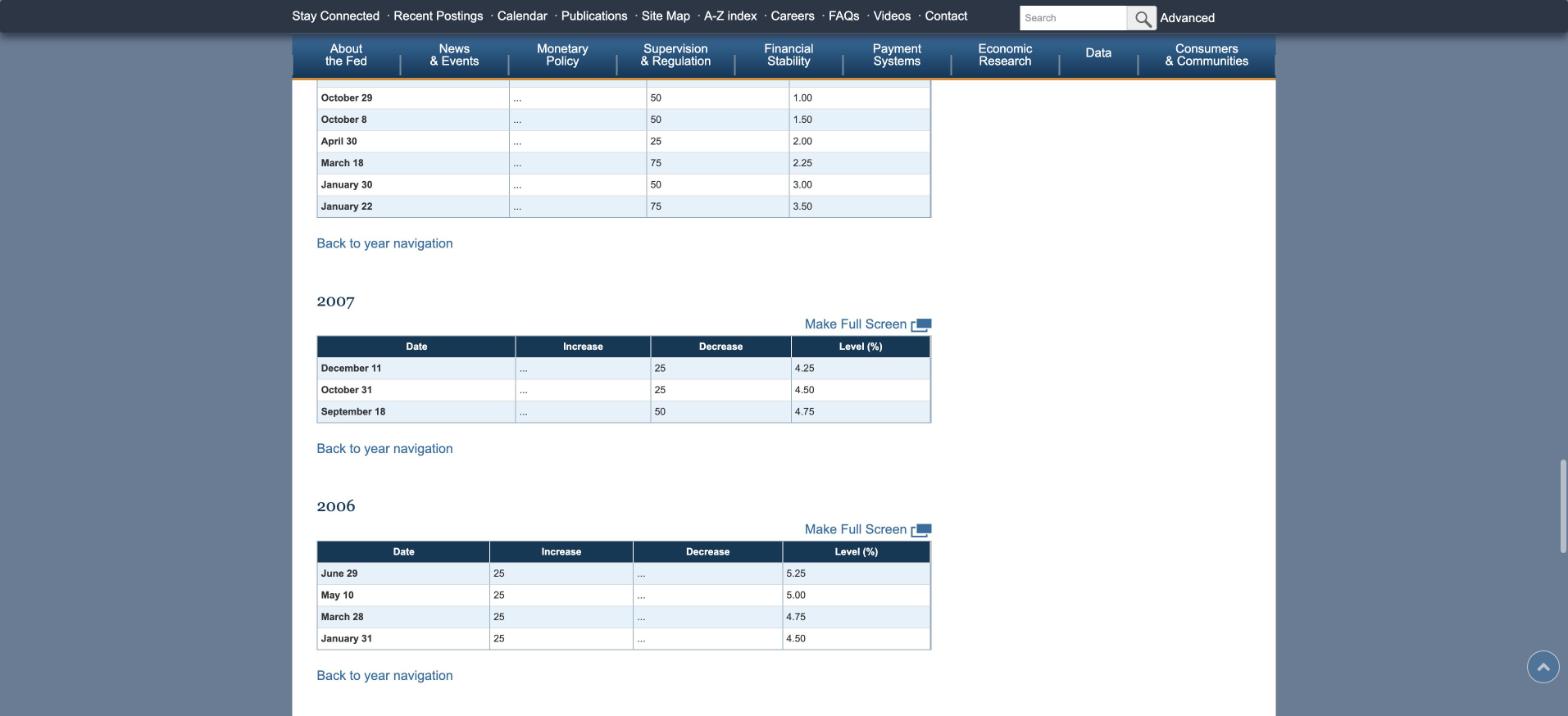 Stay Connected · Recent Postings · Calendar · Publications · Site Map · A-Z index · Careers · FAQs · Videos · Contact Search Advanced
About the Fed
News & Events
Monetary Policy
Supervision & Regulation
Financial Stability
Payment Systems
Economic Research
Data
Consumers & Communities
October 29 ... 50 1.00
October 8 ... 50 1.50
April 30 ... 25 2.00
March 18 ... 75 2.25
January 30 ... 50 3.00
January 22 ... 75 3.50
Back to year navigation
2007
Make Full Screen
Date Increase Decrease Level (%)
December 11 ... 25 4.25
October 31 ... 25 4.50
September 18 ... 50 4.75
Back to year navigation
2006
Make Full Screen
Date Increase Decrease Level (%)
June 29 25 ... 5.25
May 10 25 ... 5.00
March 28 25 ... 4.75
January 31 25 ... 4.50
Back to year navigation